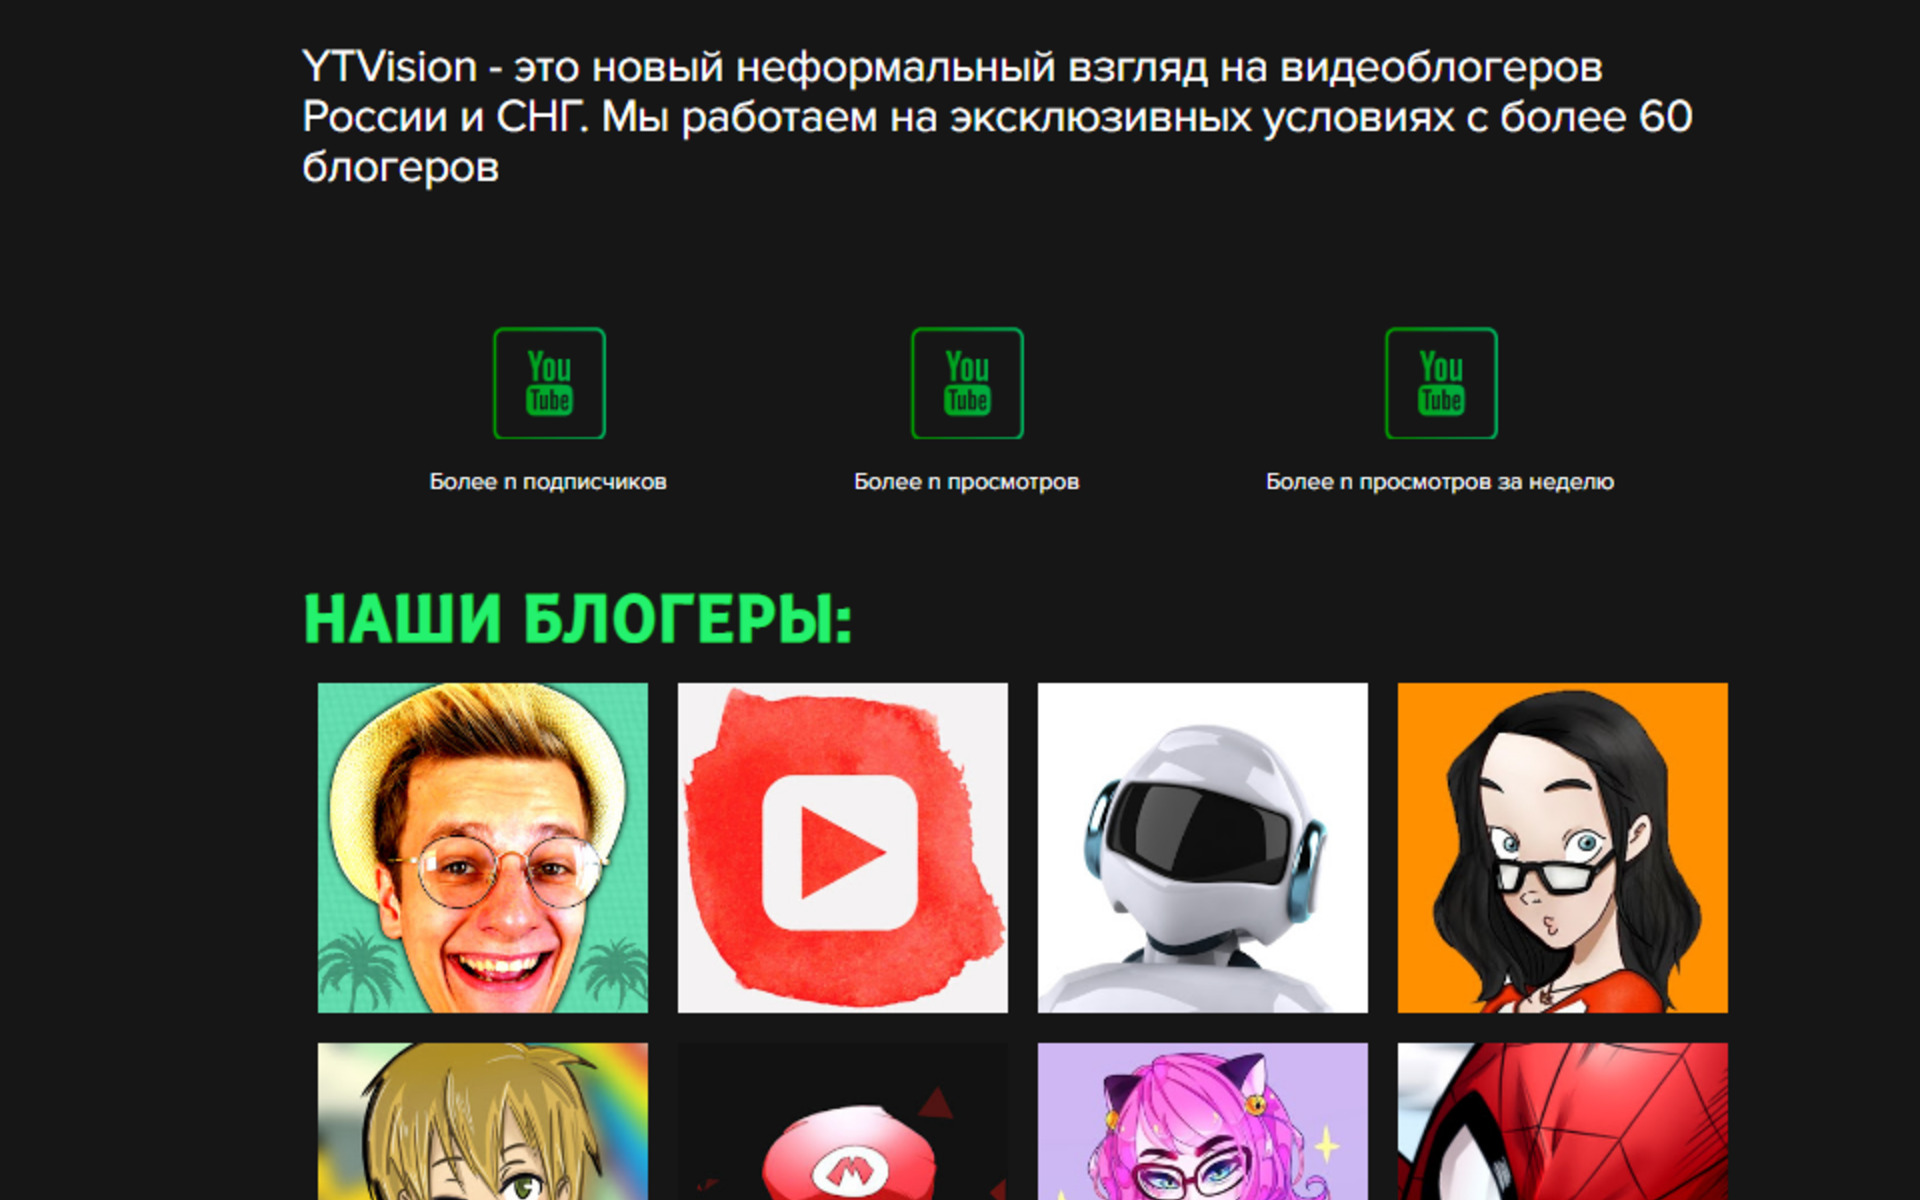 YTVision - это новый неформальный взгляд на видеоблогеров
России и СНГ. Мы работаем на эксклюзивных условиях с более 60
блогеров
You
Tube
You
Tube
You
Tube
Более n подписчиков
Более n просмотров
Более n просмотров за неделю
НАШИ БЛОГЕРЫ:
M